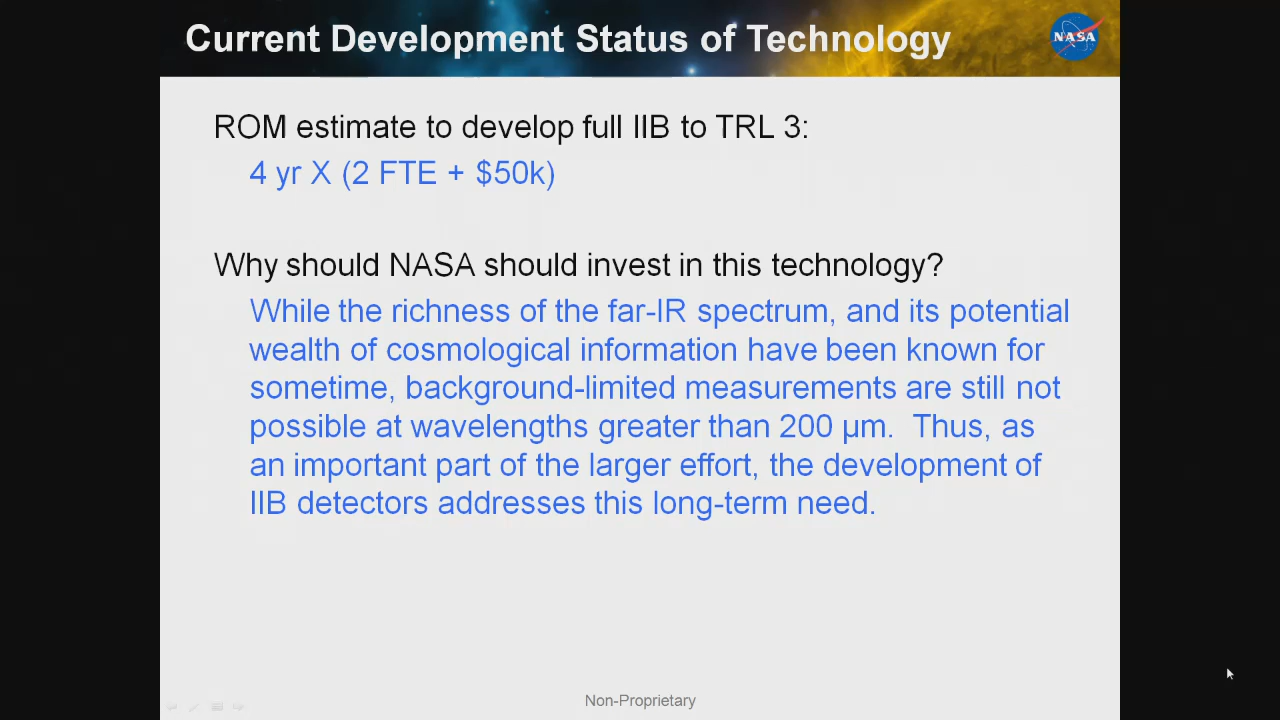 Current Development Status of Technology
NASA
ROM estimate to develop full IIB to TRL 3:
4 yr X (2 FTE + $50k)
Why should NASA should invest in this technology?
While the richness of the far-IR spectrum, and its potential
wealth of cosmological information have been known for
sometime, background-limited measurements are still not
possible at wavelengths greater than 200 µm.  Thus, as
an important part of the larger effort, the development of
IIB detectors addresses this long-term need.
Non-Proprietary